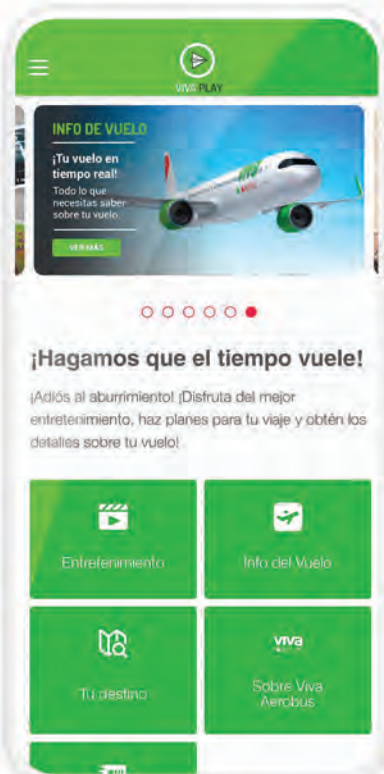 VIVA PLAY
INFO DE VUELO
¡Tu vuelo en
tiempo real!
Todo lo que
necesitas saber
sobre tu vuelo.
VER MÁS
viva
¡Hagamos que el tiempo vuele!
¡Adiós al aburrimiento! ¡Disfruta del mejor
entretenimiento, haz planes para tu viaje y obtén los
detalles sobre tu vuelo!
Entretenimiento
Info del Vuelo
Tu destino
viva
Sobre Viva
Aerobus